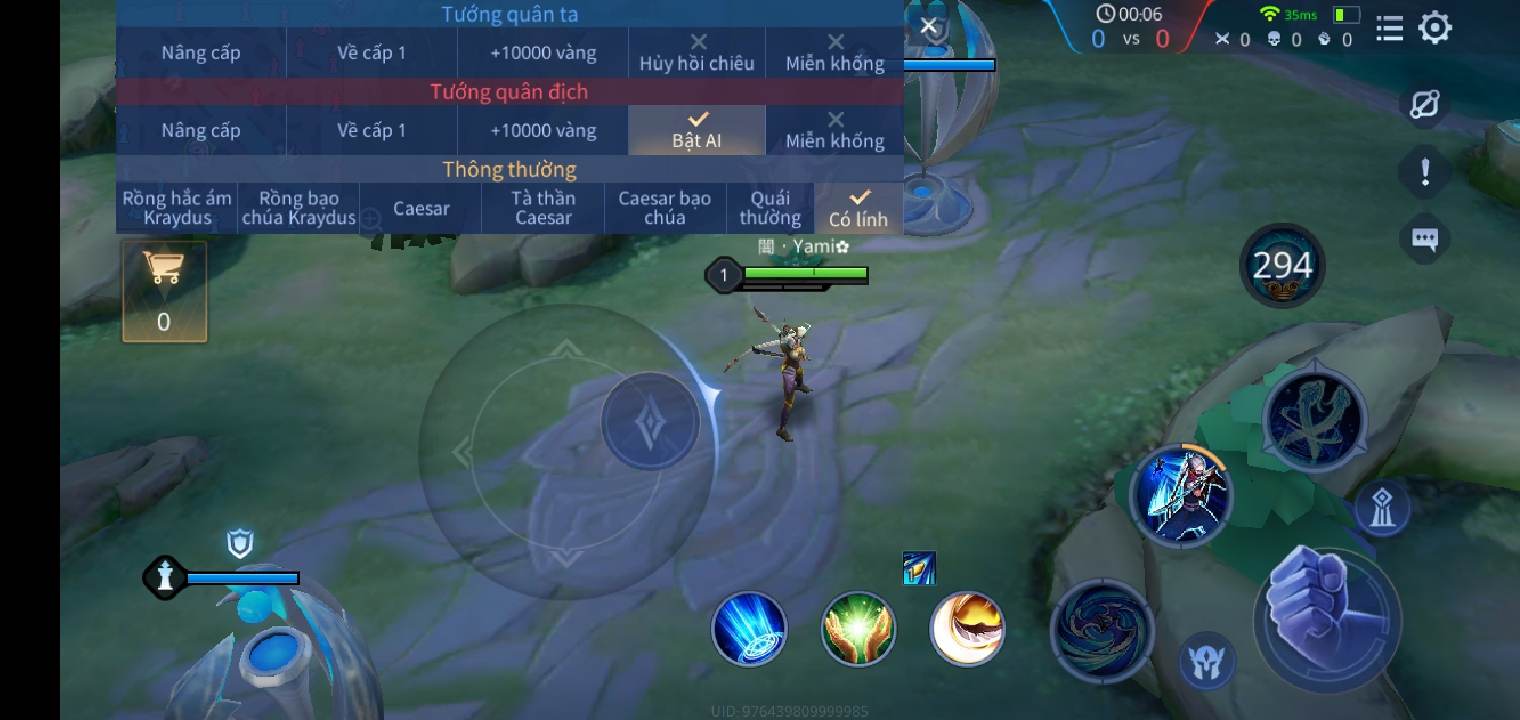 Tướng quân ta
Nâng cấp
Về cấp 1
+10000 vàng
Hủy hồi chiêu
Miễn khống
Tướng quân địch
Nâng cấp
Về cấp 1
+10000 vàng
Bật AI
Miễn khống
Thông thường
Rồng hắc ám
Kraydus
Rồng bạo
chúa Kraydus
Caesar
Tà thần
Caesar
Caesar bạo
chúa
Quái
thường
Có lính
00:06
0 vs 0
35ms
0 0 0
0
闇・Yami✿
1
294
1
UID-976439809999985